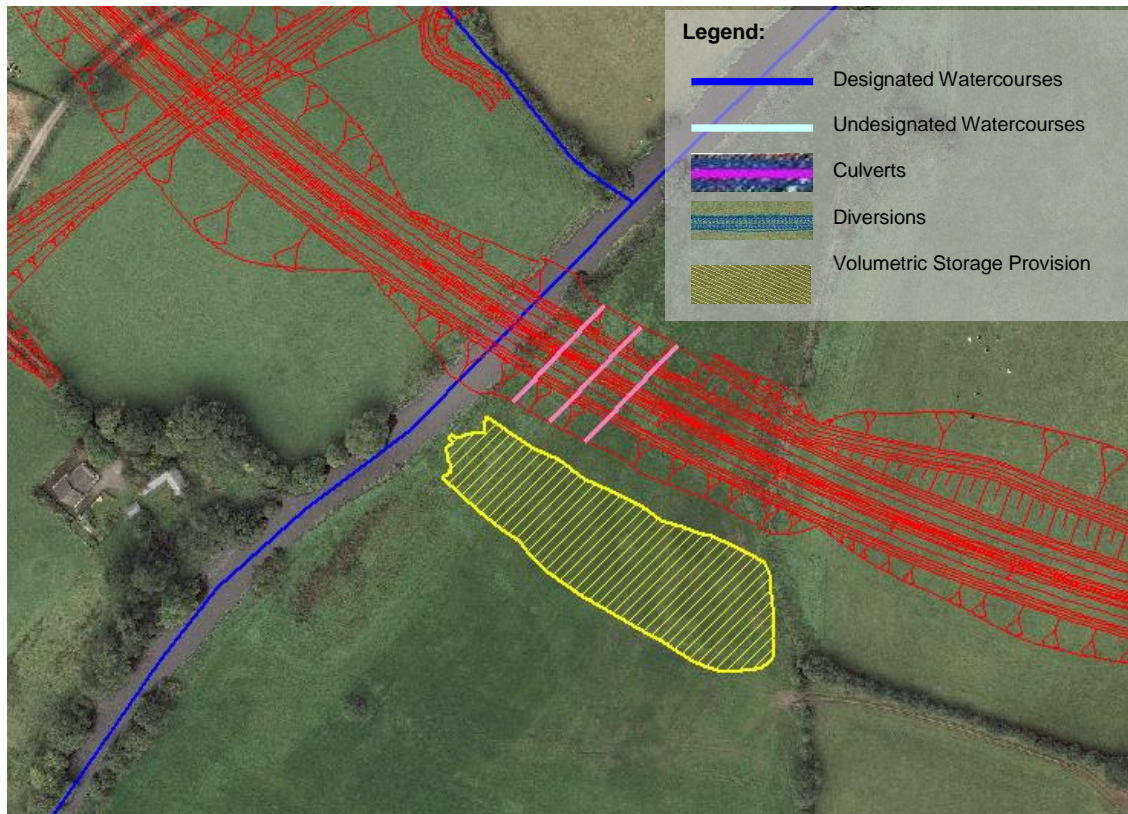 Legend:
Designated Watercourses
Undesignated Watercourses
Culverts
Diversions
Volumetric Storage Provision